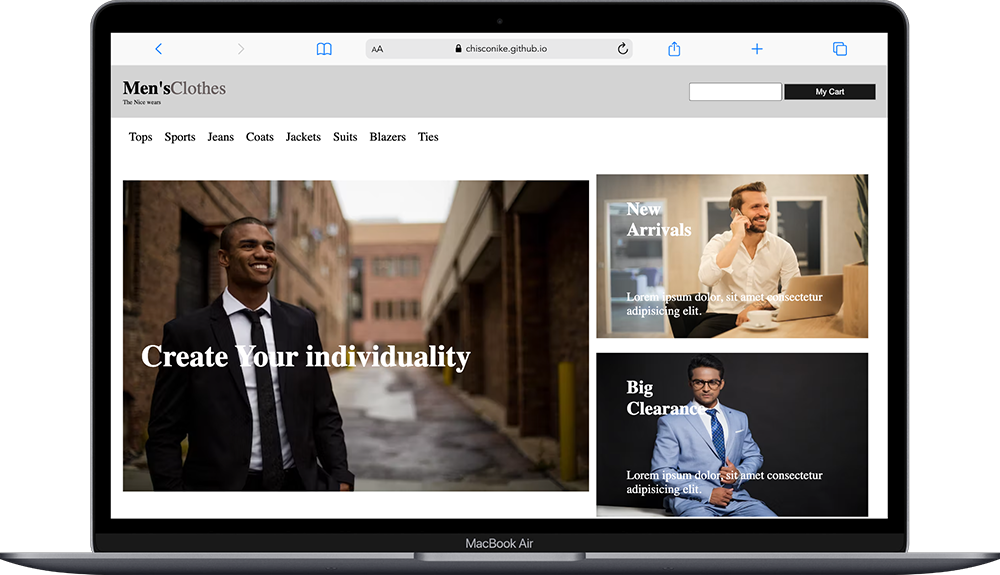 AA chisconike.github.io
Men'sClothes
The Nice wears
My Cart
Tops Sports Jeans Coats Jackets Suits Blazers Ties
Create Your individuality
New
Arrivals
Lorem ipsum dolor, sit amet consectetur
adipisicing elit.
Big
Clearance
Lorem ipsum dolor, sit amet consectetur
adipisicing elit.
MacBook Air